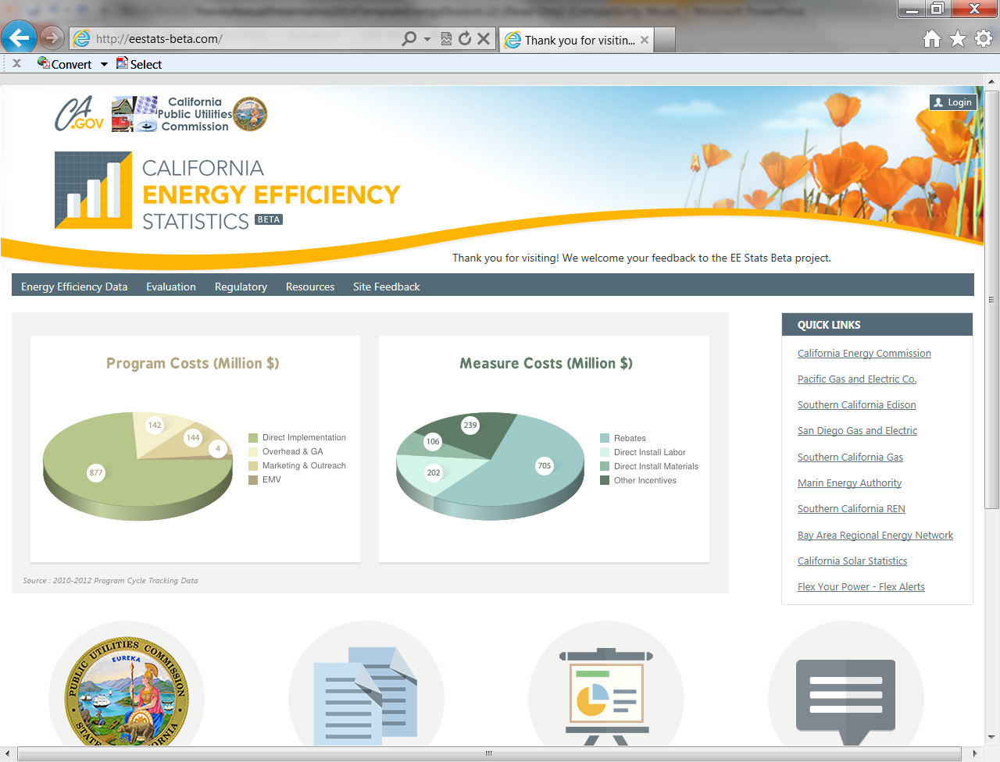 http://eestats-beta.com/
Thank you for visitin...
Convert
Select
CA
.GOV
California
Public Utilities
Commission
Login
CALIFORNIA
ENERGY EFFICIENCY
STATISTICS BETA
Thank you for visiting! We welcome your feedback to the EE Stats Beta project.
Energy Efficiency Data Evaluation Regulatory Resources Site Feedback
Program Costs (Million $)
142
144
4
877
Direct Implementation
Overhead & GA
Marketing & Outreach
EMV
Measure Costs (Million $)
239
106
202
705
Rebates
Direct Install Labor
Direct Install Materials
Other Incentives
Source : 2010-2012 Program Cycle Tracking Data
QUICK LINKS
California Energy Commission
Pacific Gas and Electric Co.
Southern California Edison
San Diego Gas and Electric
Southern California Gas
Marin Energy Authority
Southern California REN
Bay Area Regional Energy Network
California Solar Statistics
Flex Your Power - Flex Alerts
PUBLIC UTILITIES COMMISSION
EUREKA